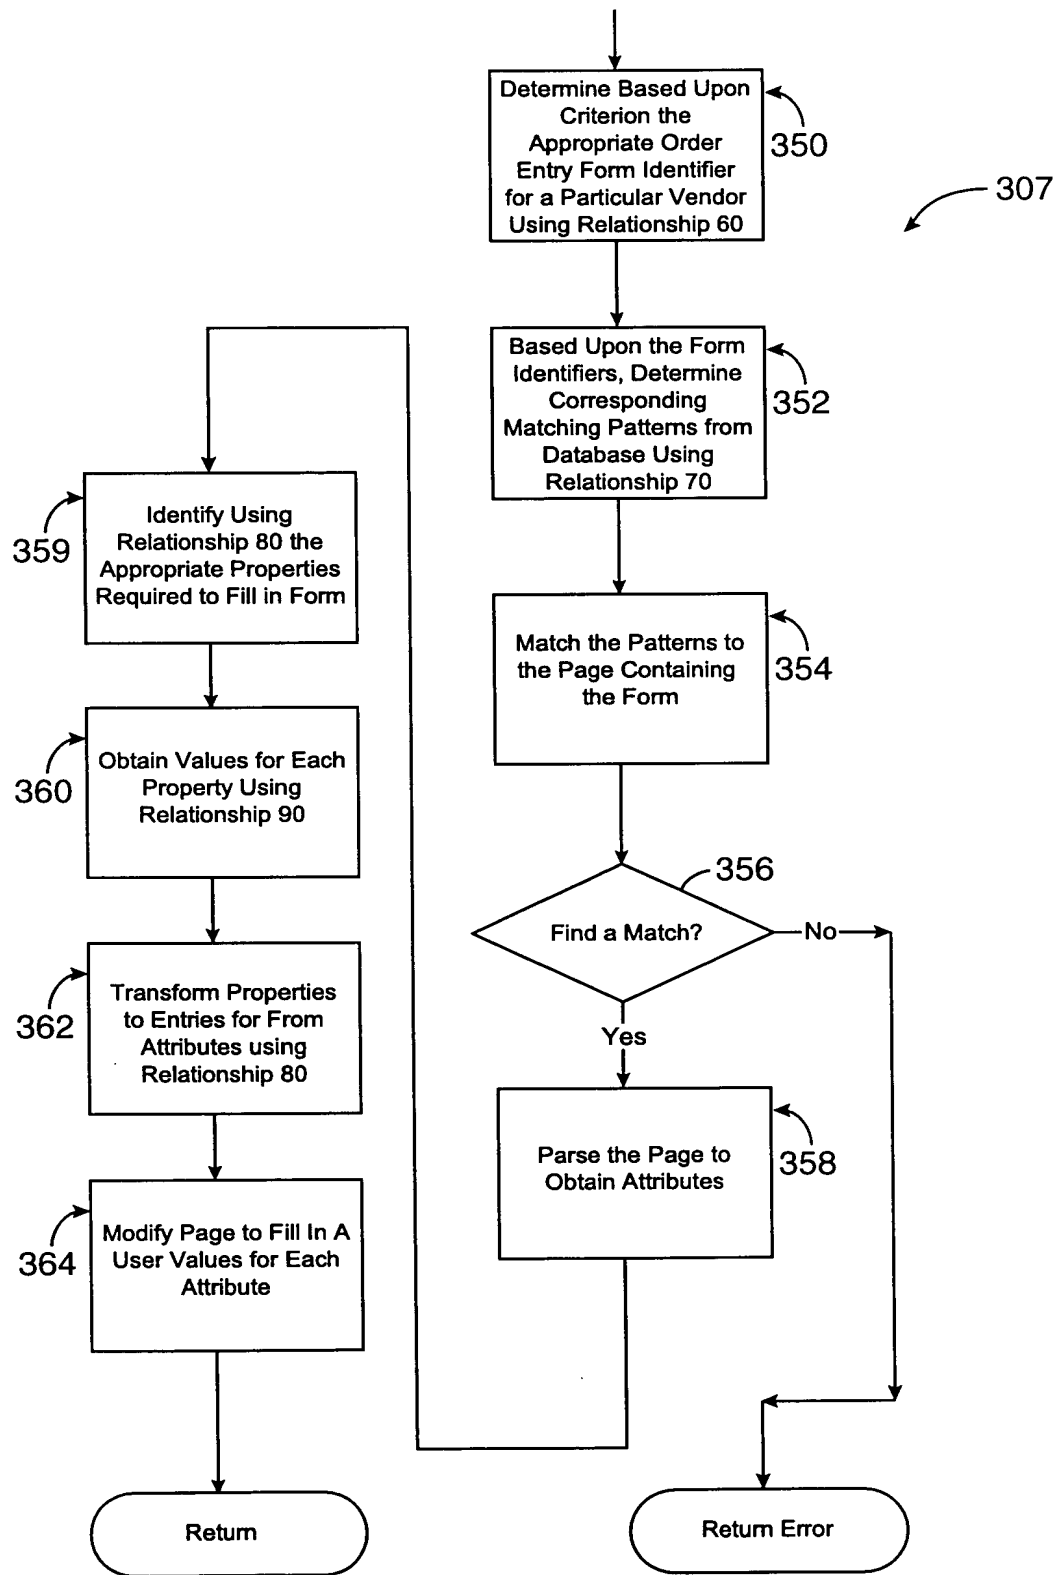 Determine Based Upon
Criterion the
Appropriate Order
Entry Form Identifier
for a Particular Vendor
Using Relationship 60
350
307
Based Upon the Form
Identifiers, Determine
Corresponding
Matching Patterns from
Database Using
Relationship 70
352
Match the Patterns to
the Page Containing
the Form
354
Find a Match?
356
No
Yes
Parse the Page to
Obtain Attributes
358
Return Error
Identify Using
Relationship 80 the
Appropriate Properties
Required to Fill in Form
359
Obtain Values for Each
Property Using
Relationship 90
360
Transform Properties
to Entries for From
Attributes using
Relationship 80
362
Modify Page to Fill In A
User Values for Each
Attribute
364
Return